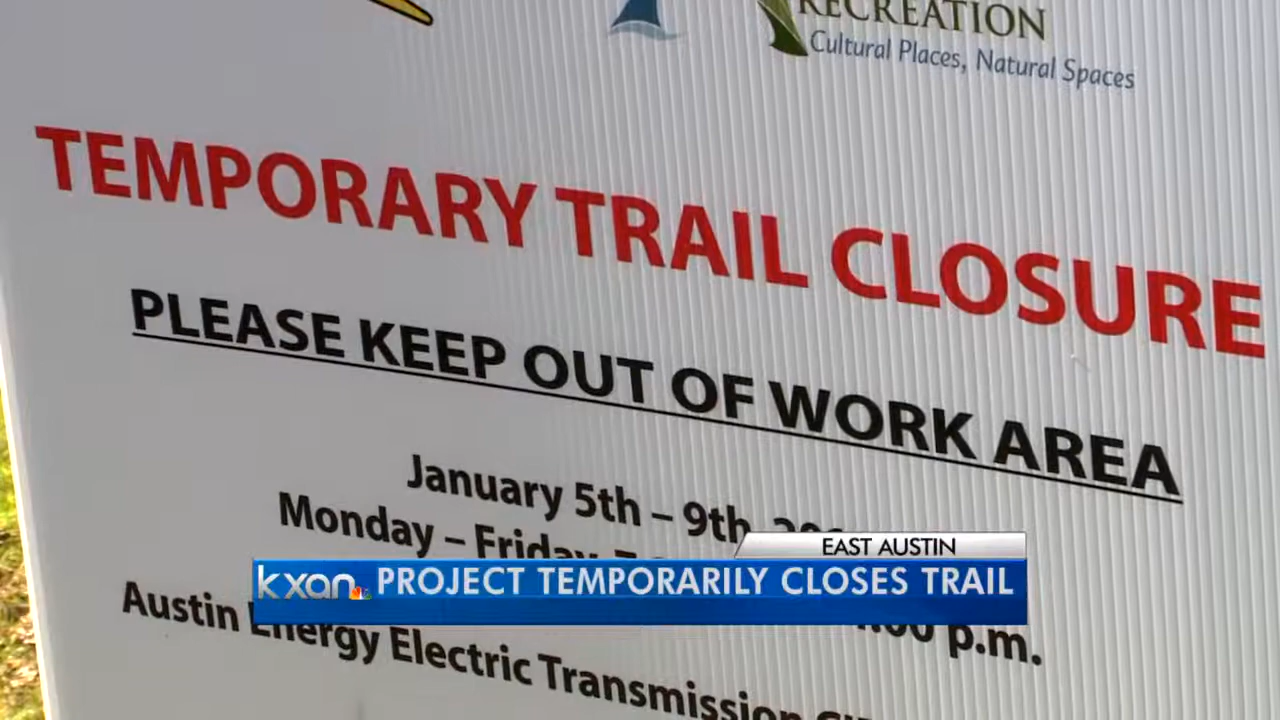 RECREATION
Cultural Places, Natural Spaces
TEMPORARY TRAIL CLOSURE
PLEASE KEEP OUT OF WORK AREA
January 5th – 9th,
Monday – Friday,
EAST AUSTIN
kxan PROJECT TEMPORARILY CLOSES TRAIL
p.m.
Austin Energy Electric Transmission